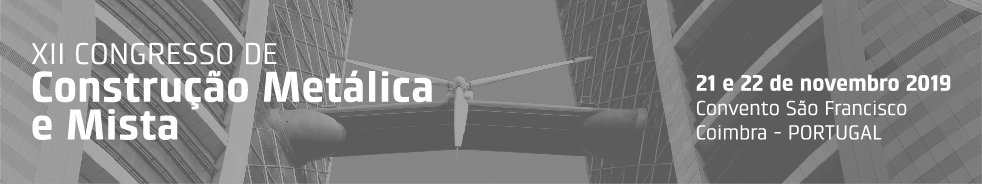 XII CONGRESSO DE
Construção Metálica
e Mista
21 e 22 de novembro 2019
Convento São Francisco
Coimbra - PORTUGAL